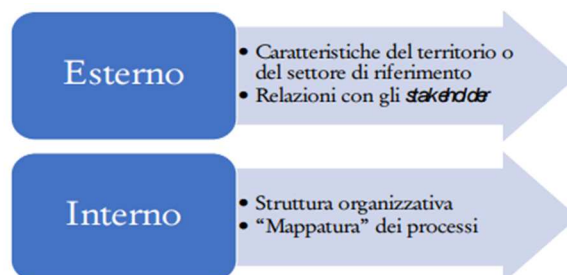 Esterno
• Caratteristiche del territorio o
del settore di riferimento
• Relazioni con gli stakeholder
Interno
• Struttura organizzativa
• “Mappatura” dei processi